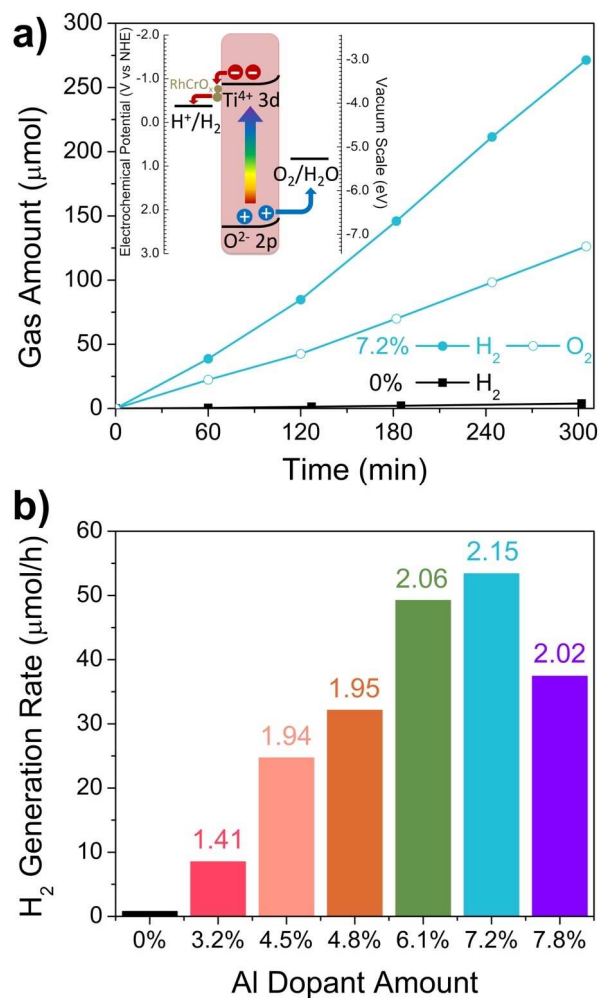 a)
300
250
200
150
100
50
0
Gas Amount (μmol)
0 60 120 180 240 300
Time (min)
-2.0
-1.0
0.0
1.0
2.0
3.0
Electrochemical Potential (V vs NHE)
-3.0
-4.0
-5.0
-6.0
-7.0
Vacuum Scale (eV)
RhCrOₓ
H⁺/H₂
Ti⁴⁺ 3d
O₂/H₂O
O²⁻ 2p
7.2% H₂ O₂
0% H₂
b)
60
50
40
30
20
10
0
H₂ Generation Rate (μmol/h)
1.41
1.94
1.95
2.06
2.15
2.02
0% 3.2% 4.5% 4.8% 6.1% 7.2% 7.8%
Al Dopant Amount